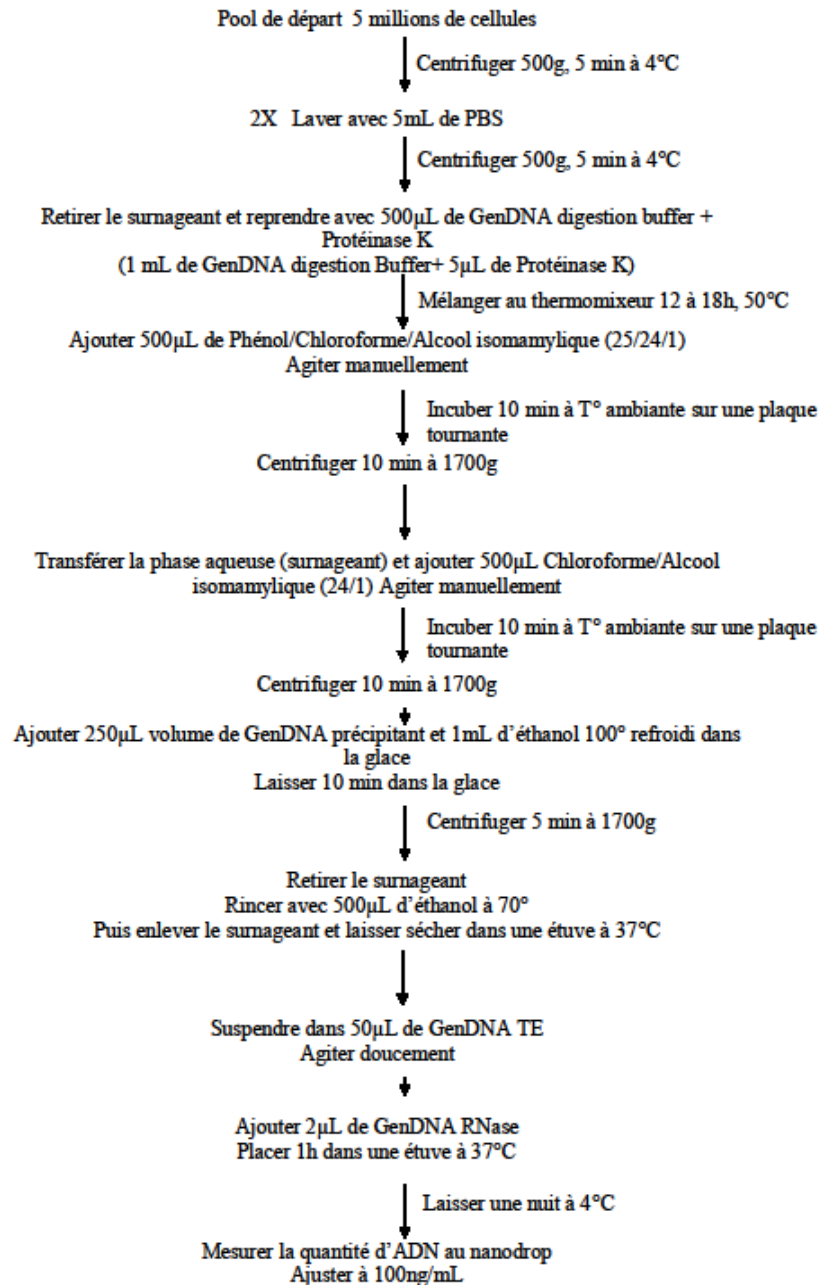 Pool de départ 5 millions de cellules
Centrifuger 500g, 5 min à 4°C
2X Laver avec 5mL de PBS
Centrifuger 500g, 5 min à 4°C
Retirer le surnageant et reprendre avec 500µL de GenDNA digestion buffer +
Protéinase K
(1 mL de GenDNA digestion Buffer+ 5µL de Protéinase K)
Mélanger au thermomixeur 12 à 18h, 50°C
Ajouter 500µL de Phénol/Chloroforme/Alcool isomamylique (25/24/1)
Agiter manuellement
Incuber 10 min à T° ambiante sur une plaque
tournante
Centrifuger 10 min à 1700g
Transférer la phase aqueuse (surnageant) et ajouter 500µL Chloroforme/Alcool
isomamylique (24/1) Agiter manuellement
Incuber 10 min à T° ambiante sur une plaque
tournante
Centrifuger 10 min à 1700g
Ajouter 250µL volume de GenDNA précipitant et 1mL d'éthanol 100° refroidi dans
la glace
Laisser 10 min dans la glace
Centrifuger 5 min à 1700g
Retirer le surnageant
Rincer avec 500µL d'éthanol à 70°
Puis enlever le surnageant et laisser sécher dans une étuve à 37°C
Suspendre dans 50µL de GenDNA TE
Agiter doucement
Ajouter 2µL de GenDNA RNase
Placer 1h dans une étuve à 37°C
Laisser une nuit à 4°C
Mesurer la quantité d'ADN au nanodrop
Ajuster à 100ng/mL